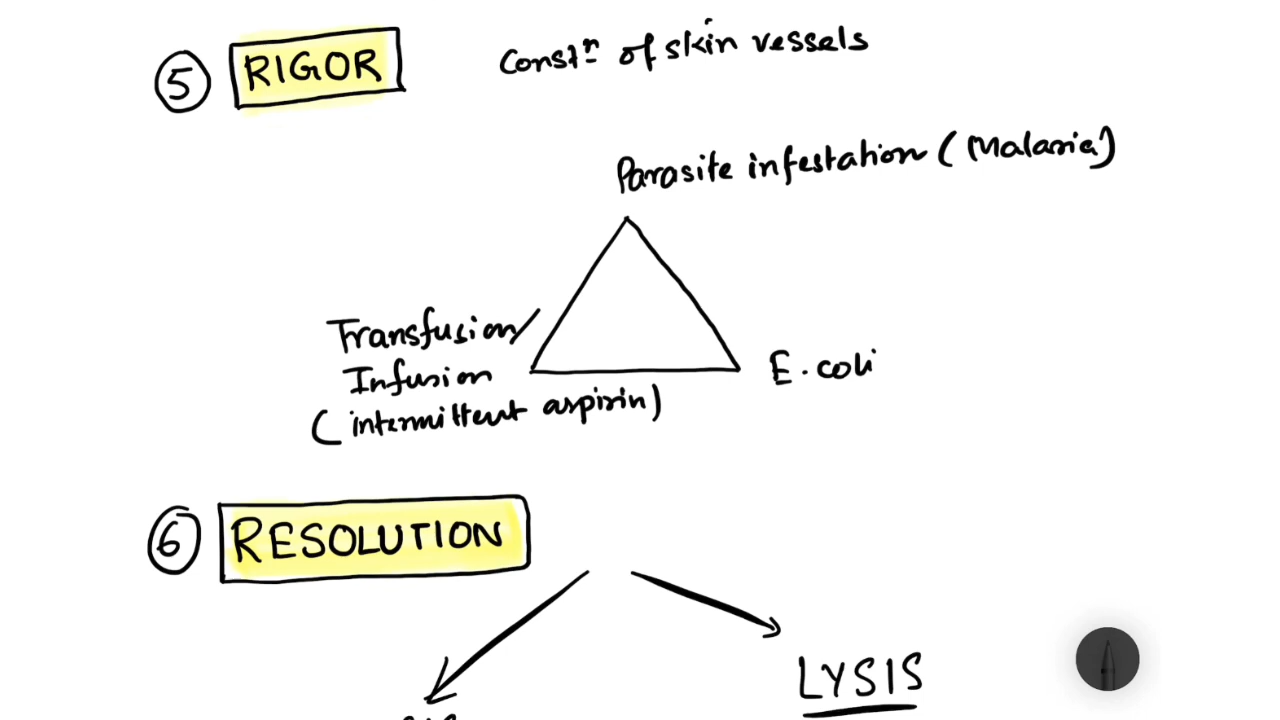 5 RIGOR
Constⁿ of skin vessels
Parasite infestation (Malaria)
Transfusion/
Infusion
(intermittent aspirin)
E. coli
6 RESOLUTION
LYSIS